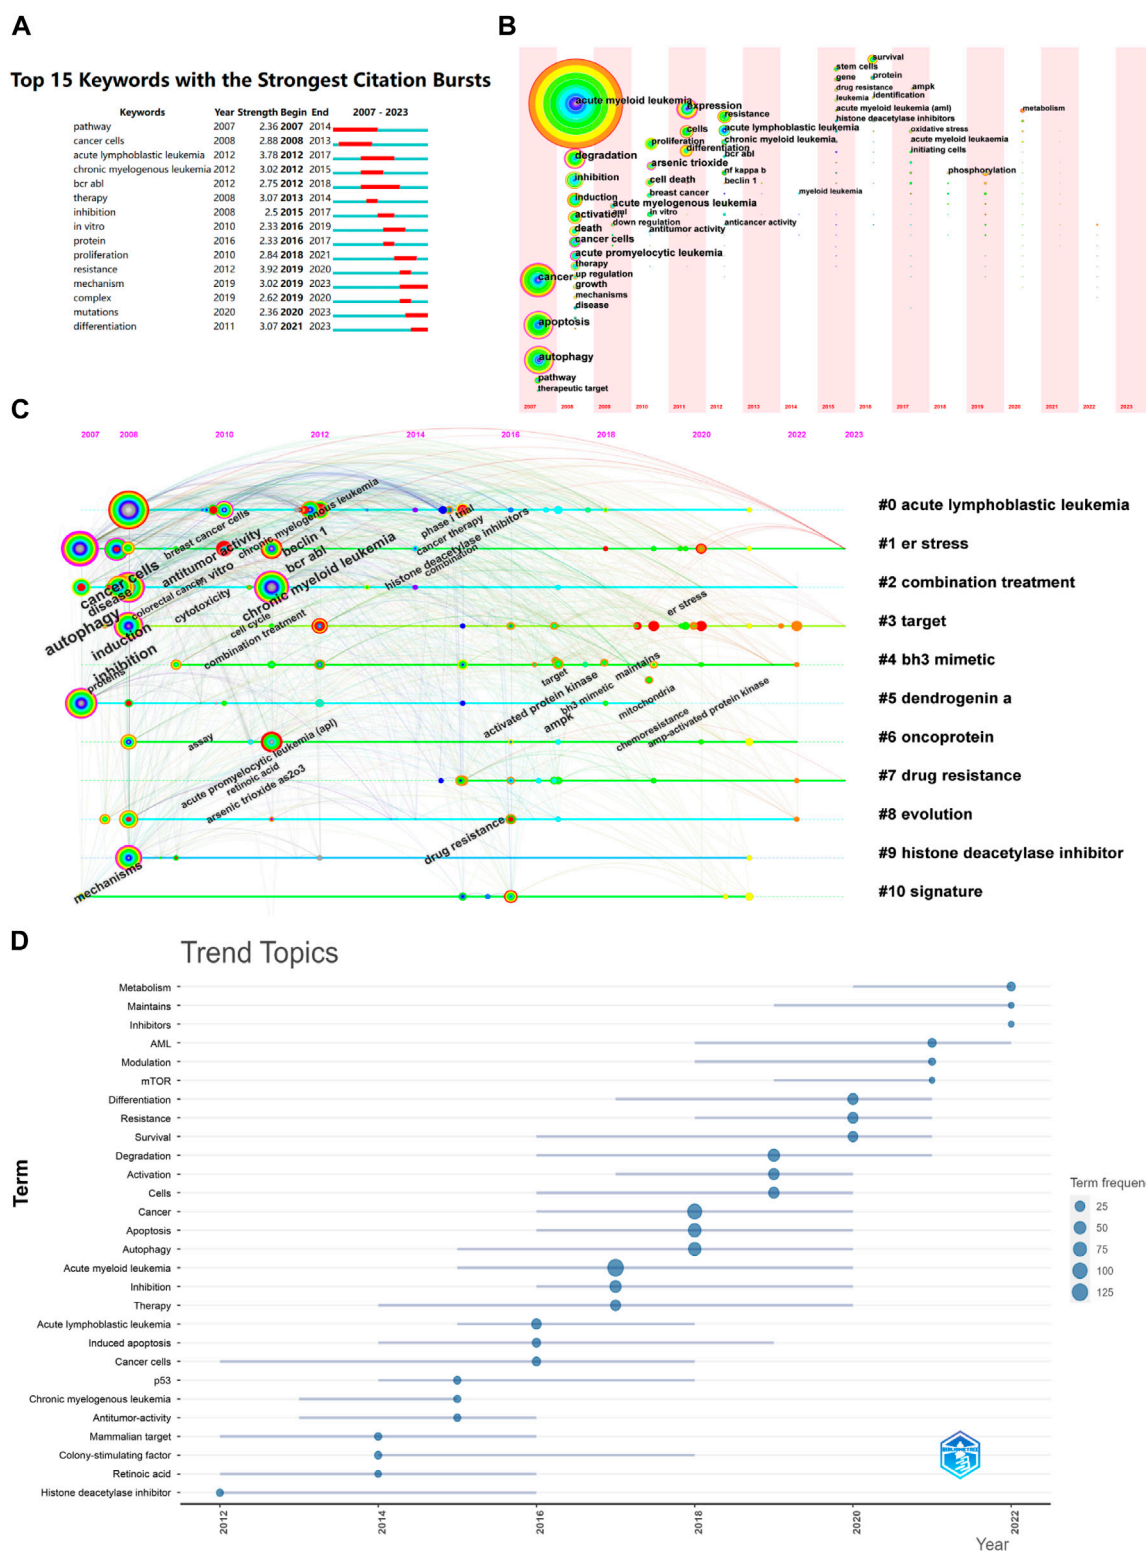 A
Top 15 Keywords with the Strongest Citation Bursts
Keywords Year Strength Begin End 2007 - 2023
pathway 2007 2.36 2007 2014
cancer cells 2008 2.88 2008 2013
acute lymphoblastic leukemia 2012 3.78 2012 2017
chronic myelogenous leukemia 2012 3.02 2012 2015
bcr abl 2012 2.75 2012 2018
therapy 2008 3.07 2013 2014
inhibition 2008 2.5 2015 2017
in vitro 2010 2.33 2016 2019
protein 2016 2.33 2016 2017
proliferation 2010 2.84 2018 2021
resistance 2012 3.92 2019 2020
mechanism 2019 3.02 2019 2023
complex 2019 2.62 2019 2020
mutations 2020 2.36 2020 2023
differentiation 2011 3.07 2021 2023
B
cancer
apoptosis
autophagy
pathway
therapeutic target
acute myeloid leukemia
degradation
inhibition
induction
activation
death
cancer cells
acute promyelocytic leukemia
therapy
up regulation
growth
mechanisms
disease
acute myelogenous leukemia
aml
down regulation
proliferation
arsenic trioxide
cell death
breast cancer
in vitro
antitumor activity
expression
cells
differentiation
resistance
acute lymphoblastic leukemia
chronic myeloid leukemia
bcr abl
nf kappa b
beclin 1
anticancer activity
myeloid leukemia
stem cells
gene
drug resistance
leukemia
acute myeloid leukemia (aml)
histone deacetylase inhibitors
survival
protein
identification
ampk
oxidative stress
acute myeloid leukaemia
initiating cells
phosphorylation
metabolism
2007 2008 2009 2010 2011 2012 2013 2014 2015 2016 2017 2018 2019 2020 2021 2022 2023
C
2007 2008 2010 2012 2014 2016 2018 2020 2022 2023
#0 acute lymphoblastic leukemia
#1 er stress
#2 combination treatment
#3 target
#4 bh3 mimetic
#5 dendrogenin a
#6 oncoprotein
#7 drug resistance
#8 evolution
#9 histone deacetylase inhibitor
#10 signature
breast cancer cells
chronic myelogenous leukemia
antitumor activity
beclin 1
bcr abl
chronic myeloid leukemia
phase i trial
cancer therapy
histone deacetylase inhibitors
combination
cancer cells
disease
colorectal cancer
in vitro
cytotoxicity
autophagy
induction
inhibition
proteins
cell cycle
combination treatment
er stress
target
activated protein kinase
bh3 mimetic
maintains
ampk
mitochondria
chemoresistance
amp-activated protein kinase
assay
acute promyelocytic leukemia (apl)
retinoic acid
arsenic trioxide as2o3
drug resistance
mechanisms
D
Trend Topics
Term
Metabolism
Maintains
Inhibitors
AML
Modulation
mTOR
Differentiation
Resistance
Survival
Degradation
Activation
Cells
Cancer
Apoptosis
Autophagy
Acute myeloid leukemia
Inhibition
Therapy
Acute lymphoblastic leukemia
Induced apoptosis
Cancer cells
p53
Chronic myelogenous leukemia
Antitumor-activity
Mammalian target
Colony-stimulating factor
Retinoic acid
Histone deacetylase inhibitor
Term frequen
25
50
75
100
125
BIBLIOMETRIX
2012 2014 2016 2018 2020 2022
Year